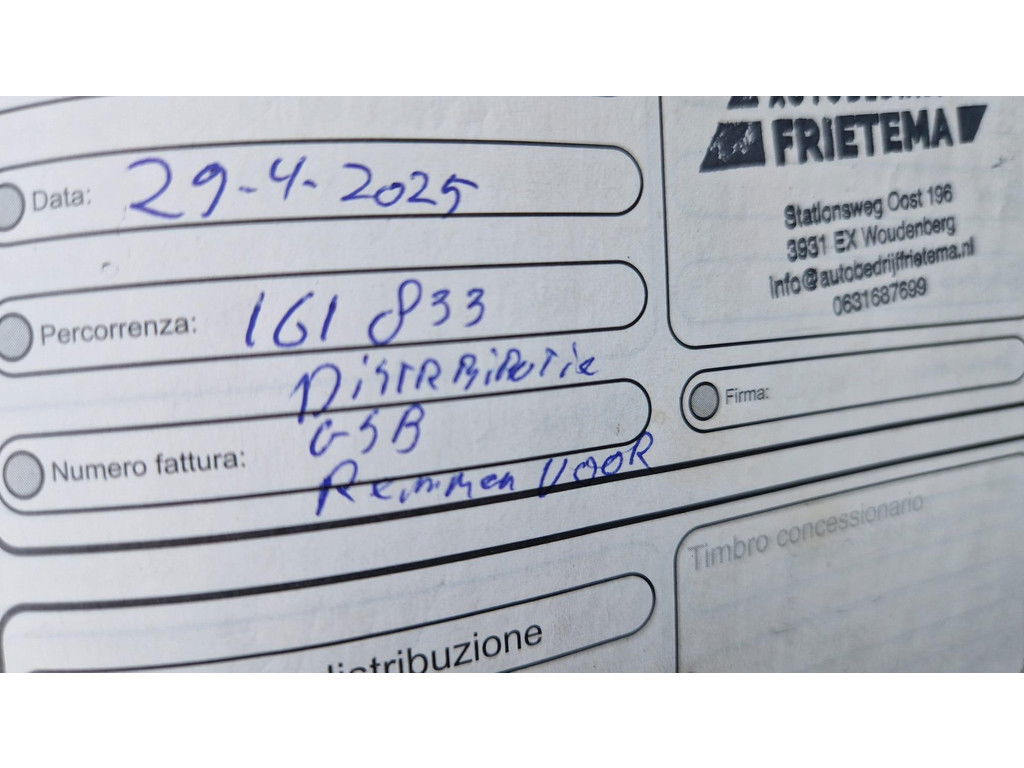 FRIETEMA
Stationsweg Oost 196
3931 EX Woudenberg
info@autobedrijffrietema.nl
0631687699
Data: 29-4-2025
Percorrenza: 161 833
DISTRIBUTIE
GSB
Numero fattura:
Remmen VOOR
Firma:
Timbro concessionario
distribuzione